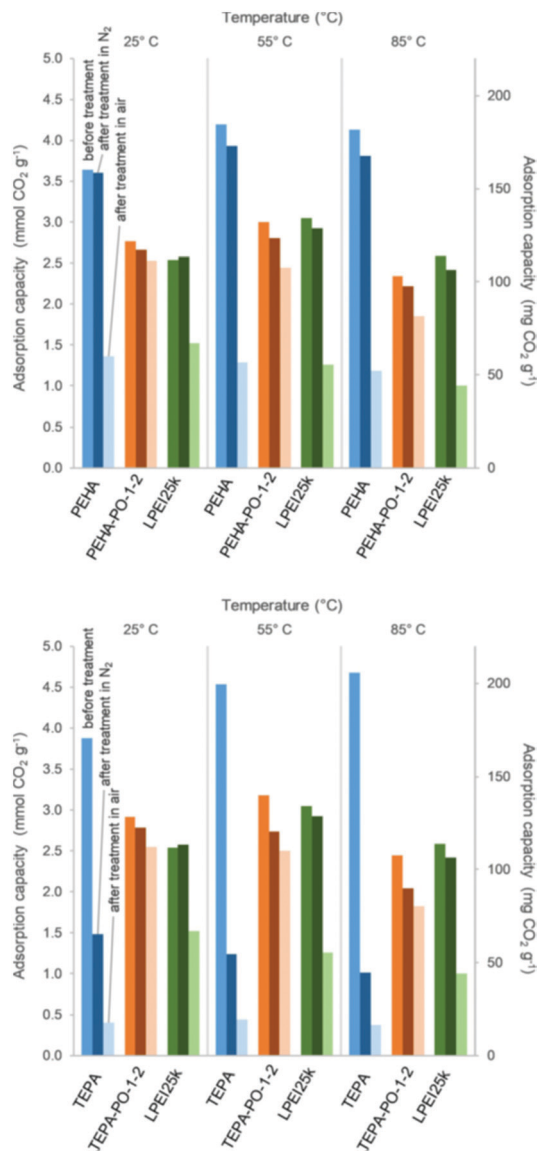 Temperature (°C)
25° C 55° C 85° C
Adsorption capacity (mmol CO₂ g⁻¹)
5.0
4.5
4.0
3.5
3.0
2.5
2.0
1.5
1.0
0.5
0.0
before treatment
after treatment in N₂
after treatment in air
200
150
100
50
0
Adsorption capacity (mg CO₂ g⁻¹)
PEHA
PEHA-PO-1-2
LPEI25k
PEHA
PEHA-PO-1-2
LPEI25k
PEHA
PEHA-PO-1-2
LPEI25k
Temperature (°C)
25° C 55° C 85° C
Adsorption capacity (mmol CO₂ g⁻¹)
5.0
4.5
4.0
3.5
3.0
2.5
2.0
1.5
1.0
0.5
0.0
before treatment
after treatment in N₂
after treatment in air
200
150
100
50
0
Adsorption capacity (mg CO₂ g⁻¹)
TEPA
TEPA-PO-1-2
LPEI25k
TEPA
TEPA-PO-1-2
LPEI25k
TEPA
TEPA-PO-1-2
LPEI25k